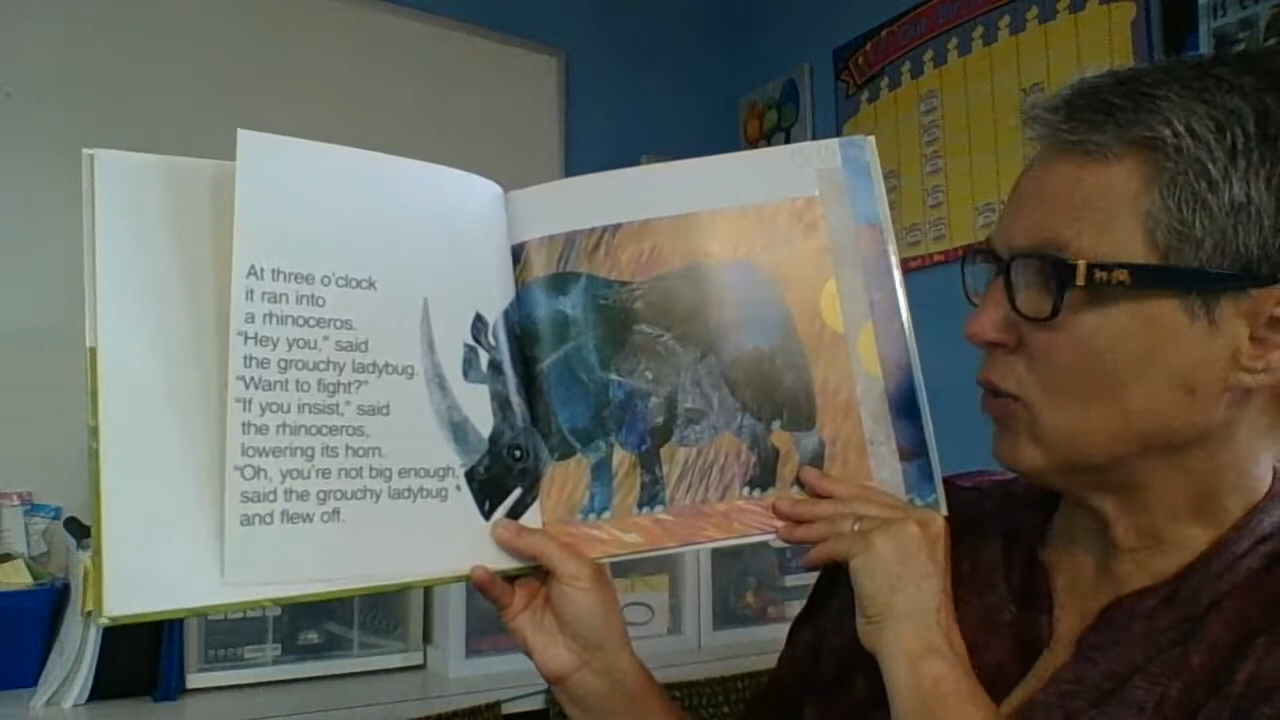 At three o'clock
it ran into
a rhinoceros.
"Hey you," said
the grouchy ladybug.
"Want to fight?"
"If you insist," said
the rhinoceros,
lowering its horn.
"Oh, you're not big enough,"
said the grouchy ladybug
and flew off.
Our